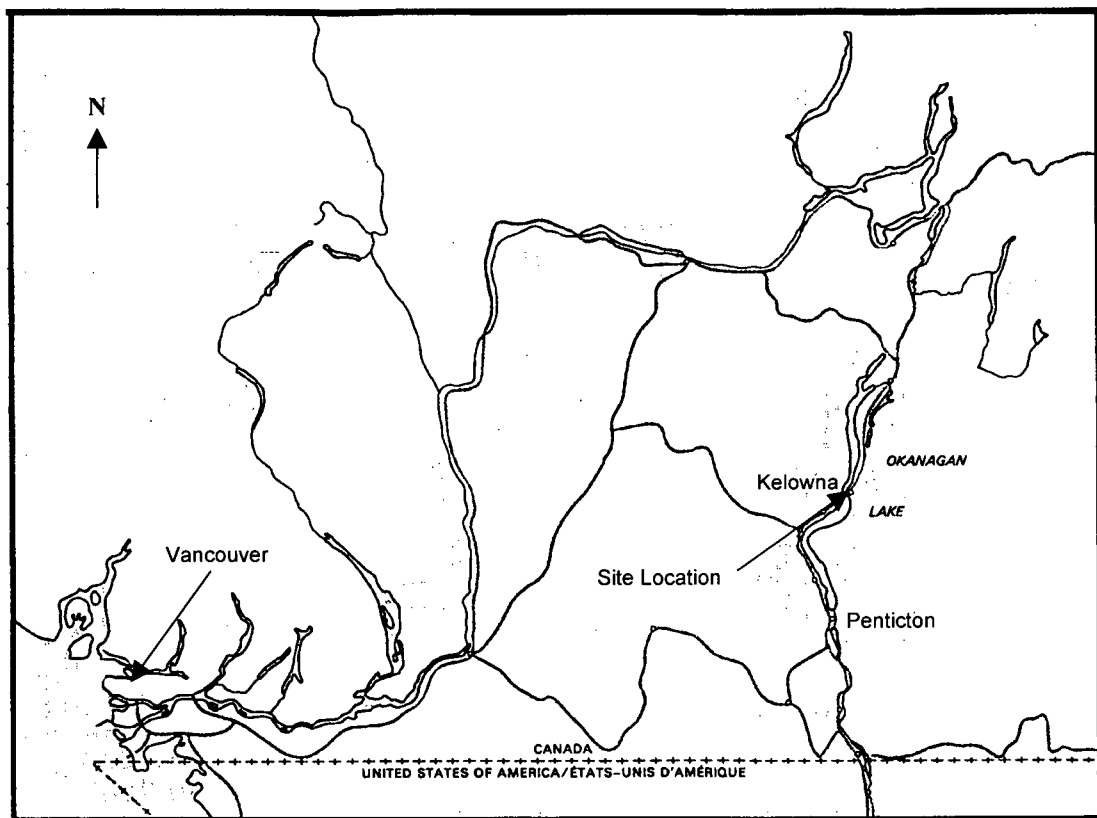 N
OKANAGAN
Kelowna
LAKE
Vancouver
Site Location
Penticton
CANADA
UNITED STATES OF AMERICA/ÉTATS-UNIS D'AMÉRIQUE